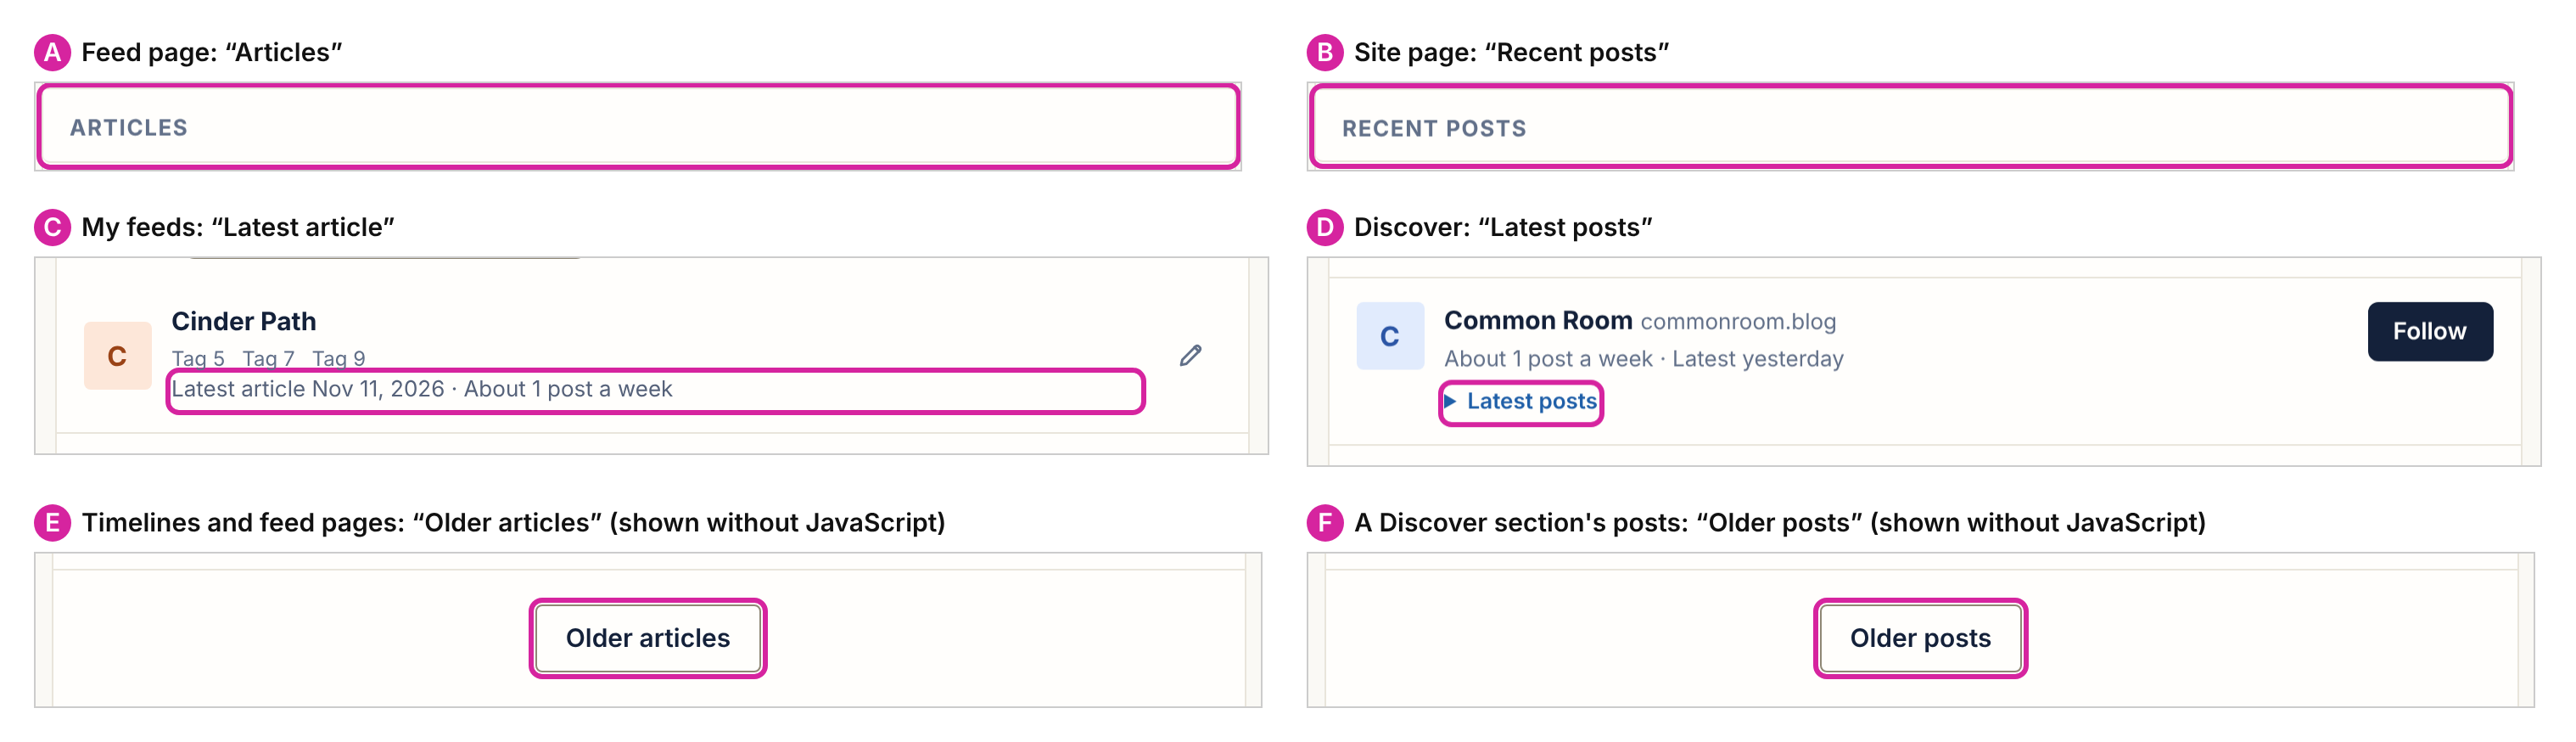 A Feed page: “Articles”
ARTICLES
B Site page: “Recent posts”
RECENT POSTS
C My feeds: “Latest article”
C
Cinder Path
Tag 5 Tag 7 Tag 9
Latest article Nov 11, 2026 · About 1 post a week
D Discover: “Latest posts”
C
Common Room commonroom.blog
About 1 post a week · Latest yesterday
Latest posts
Follow
E Timelines and feed pages: “Older articles” (shown without JavaScript)
Older articles
F A Discover section's posts: “Older posts” (shown without JavaScript)
Older posts